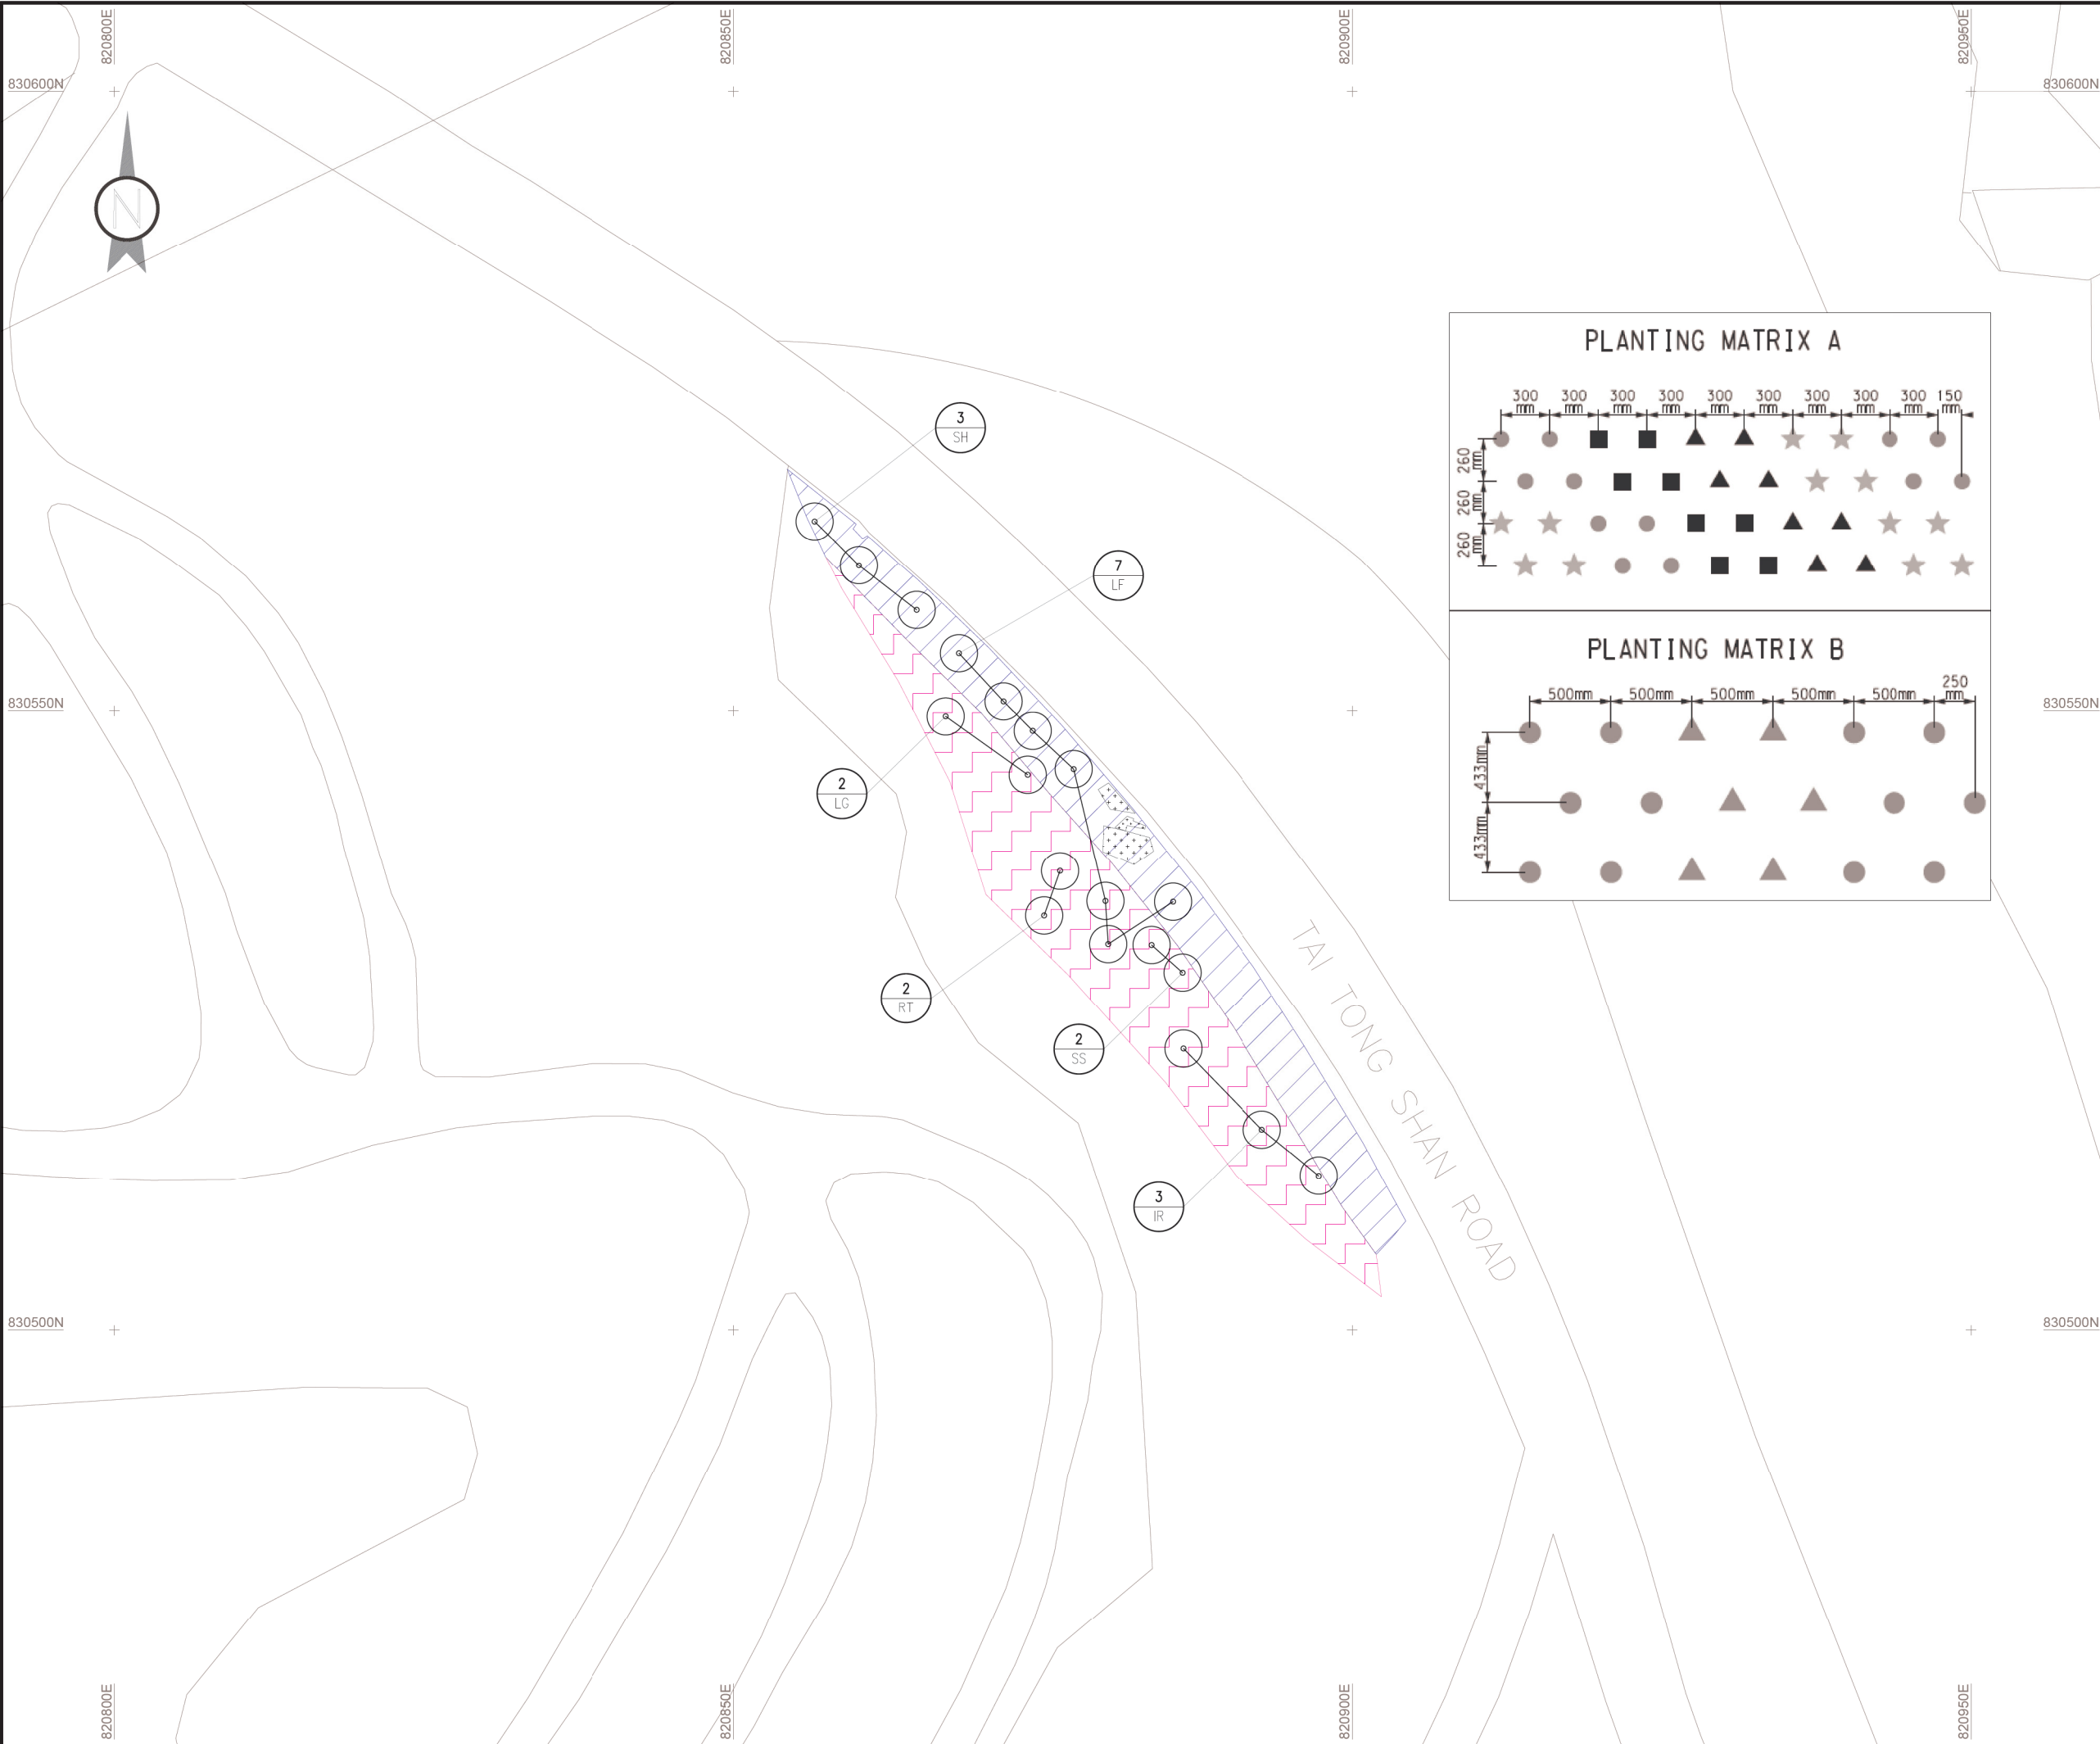 820800E
820850E
820900E
820950E
830600N
830600N
N
PLANTING MATRIX A
300 mm 300 mm 300 mm 300 mm 300 mm 300 mm 300 mm 300 mm 300 mm 150 mm
260 mm
260 mm
260 mm
3
SH
7
LF
PLANTING MATRIX B
500mm 500mm 500mm 500mm 500mm 250 mm
433mm
433mm
830550N
830550N
2
LG
2
RT
2
SS
3
IR
TAI TONG SHAN ROAD
830500N
830500N
820800E
820850E
820900E
820950E